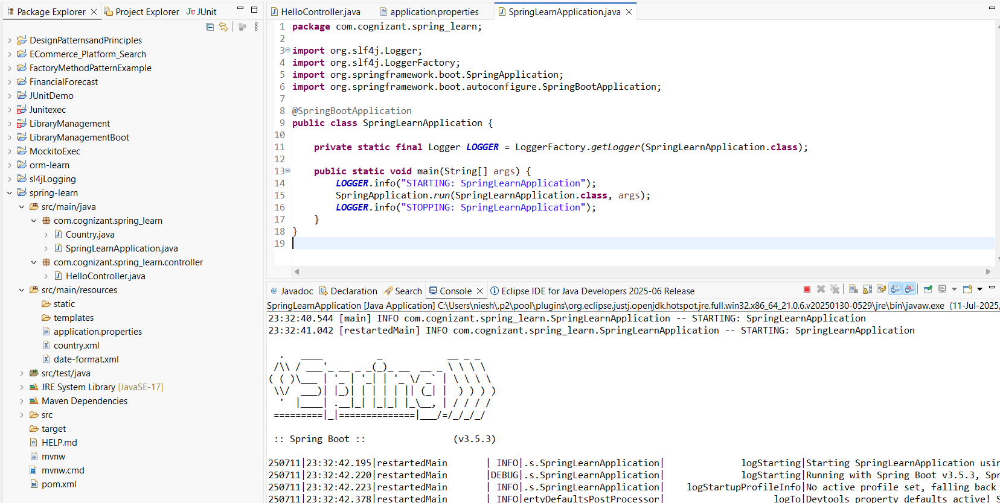 Package Explorer
Project Explorer
JUnit
DesignPatternsandPrinciples
ECommerce_Platform_Search
FactoryMethodPatternExample
FinancialForecast
JUnitDemo
Junitexec
LibraryManagement
LibraryManagementBoot
MockitoExec
orm-learn
sl4jLogging
spring-learn
src/main/java
com.cognizant.spring_learn
Country.java
SpringLearnApplication.java
com.cognizant.spring_learn.controller
HelloController.java
src/main/resources
static
templates
application.properties
country.xml
date-format.xml
src/test/java
JRE System Library [JavaSE-17]
Maven Dependencies
src
target
HELP.md
mvnw
mvnw.cmd
pom.xml
HelloController.java
application.properties
SpringLearnApplication.java
1 package com.cognizant.spring_learn;
2
3 import org.slf4j.Logger;
4 import org.slf4j.LoggerFactory;
5 import org.springframework.boot.SpringApplication;
6 import org.springframework.boot.autoconfigure.SpringBootApplication;
7
8 @SpringBootApplication
9 public class SpringLearnApplication {
10
11     private static final Logger LOGGER = LoggerFactory.getLogger(SpringLearnApplication.class);
12
13     public static void main(String[] args) {
14         LOGGER.info("STARTING: SpringLearnApplication");
15         SpringApplication.run(SpringLearnApplication.class, args);
16         LOGGER.info("STOPPING: SpringLearnApplication");
17     }
18 }
19
Javadoc
Declaration
Search
Console
Eclipse IDE for Java Developers 2025-06 Release
SpringLearnApplication [Java Application] C:\Users\niesh\.p2\pool\plugins\org.eclipse.justj.openjdk.hotspot.jre.full.win32.x86_64_21.0.6.v20250130-0529\jre\bin\javaw.exe (11-Jul-2025,
23:32:40.544 [main] INFO com.cognizant.spring_learn.SpringLearnApplication -- STARTING: SpringLearnApplication
23:32:41.042 [restartedMain] INFO com.cognizant.spring_learn.SpringLearnApplication -- STARTING: SpringLearnApplication
Spring
:: Spring Boot ::                (v3.5.3)
250711|23:32:42.195|restartedMain       | INFO|.s.SpringLearnApplication|              logStarting|Starting SpringLearnApplication usin
250711|23:32:42.220|restartedMain       |DEBUG|.s.SpringLearnApplication|              logStarting|Running with Spring Boot v3.5.3, Spr
250711|23:32:42.223|restartedMain       | INFO|.s.SpringLearnApplication|    logStartupProfileInfo|No active profile set, falling back
250711|23:32:42.378|restartedMain       | INFO|ertyDefaultsPostProcessor|                    logTo|Devtools property defaults active! S